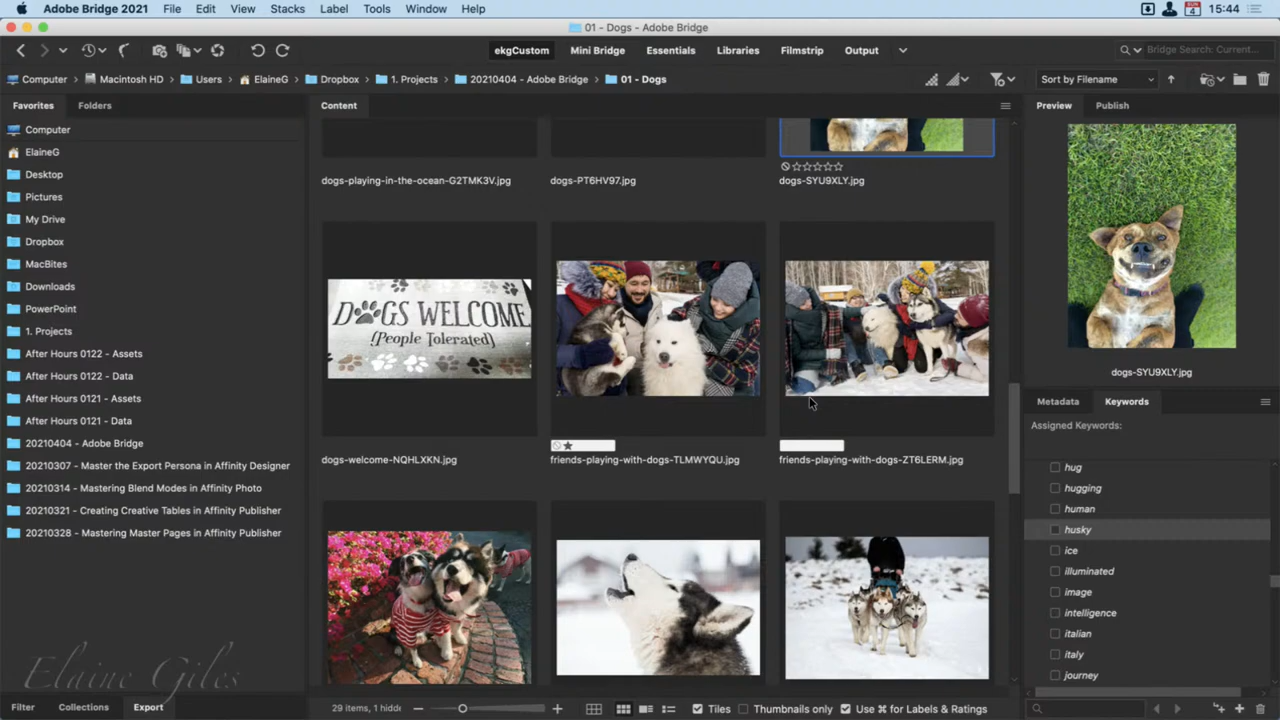 Adobe Bridge 2021 File Edit View Stacks Label Tools Window Help SUN 4 15:44
01 - Dogs - Adobe Bridge
ekgCustom Mini Bridge Essentials Libraries Filmstrip Output Bridge Search: Current...
Computer Macintosh HD Users ElaineG Dropbox 1. Projects 20210404 - Adobe Bridge 01 - Dogs Sort by Filename
Favorites Folders
Computer
ElaineG
Desktop
Pictures
My Drive
Dropbox
MacBites
Downloads
PowerPoint
1. Projects
After Hours 0122 - Assets
After Hours 0122 - Data
After Hours 0121 - Assets
After Hours 0121 - Data
20210404 - Adobe Bridge
20210307 - Master the Export Persona in Affinity Designer
20210314 - Mastering Blend Modes in Affinity Photo
20210321 - Creating Creative Tables in Affinity Publisher
20210328 - Mastering Master Pages in Affinity Publisher
Elaine Giles
Filter Collections Export
Content
dogs-playing-in-the-ocean-G2TMK3V.jpg dogs-PT6HV97.jpg dogs-SYU9XLY.jpg
DOGS WELCOME
(People Tolerated)
dogs-welcome-NQHLXKN.jpg friends-playing-with-dogs-TLMWYQU.jpg friends-playing-with-dogs-ZT6LERM.jpg
29 items, 1 hidde Tiles Thumbnails only Use ⌘ for Labels & Ratings
Preview Publish
dogs-SYU9XLY.jpg
Metadata Keywords
Assigned Keywords:
hug
hugging
human
husky
ice
illuminated
image
intelligence
italian
italy
journey